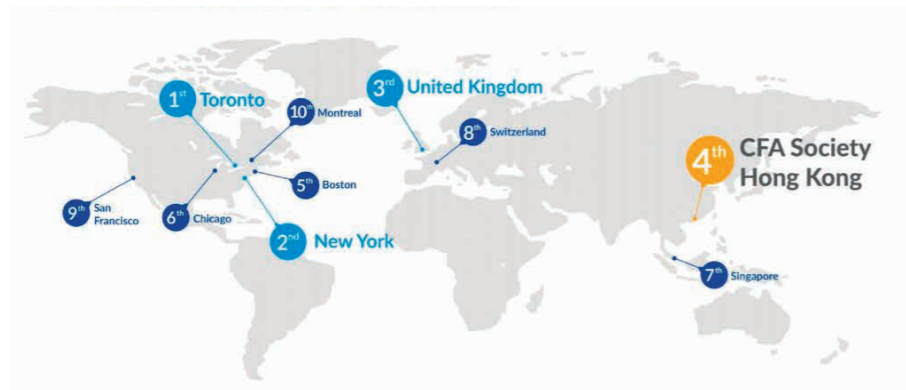 1st Toronto
10th Montreal
3rd United Kingdom
8th Switzerland
4th CFA Society
Hong Kong
5th Boston
9th San
Francisco
6th Chicago
2nd New York
7th Singapore